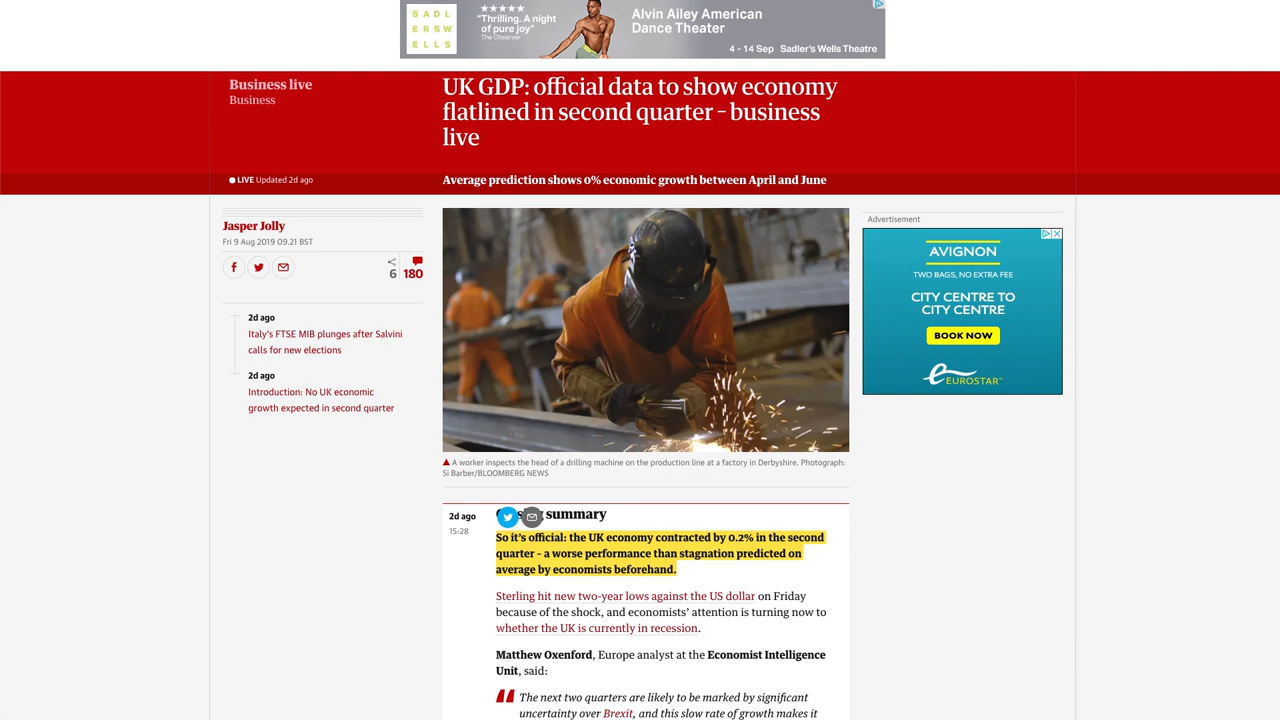 SADL
ERSW
ELLS
★★★★★
"Thrilling. A night
of pure joy"
The Observer
Alvin Ailey American
Dance Theater
4 - 14 Sep Sadler's Wells Theatre
Business live
Business
UK GDP: official data to show economy
flatlined in second quarter – business
live
LIVE Updated 2d ago
Average prediction shows 0% economic growth between April and June
Jasper Jolly
Fri 9 Aug 2019 09.21 BST
6 180
2d ago
Italy's FTSE MIB plunges after Salvini
calls for new elections
2d ago
Introduction: No UK economic
growth expected in second quarter
A worker inspects the head of a drilling machine on the production line at a factory in Derbyshire. Photograph:
Si Barber/BLOOMBERG NEWS
Advertisement
AVIGNON
TWO BAGS, NO EXTRA FEE
CITY CENTRE TO
CITY CENTRE
BOOK NOW
EUROSTAR™
2d ago
15:28
summary
So it's official: the UK economy contracted by 0.2% in the second
quarter – a worse performance than stagnation predicted on
average by economists beforehand.
Sterling hit new two-year lows against the US dollar on Friday
because of the shock, and economists' attention is turning now to
whether the UK is currently in recession.
Matthew Oxenford, Europe analyst at the Economist Intelligence
Unit, said:
The next two quarters are likely to be marked by significant
uncertainty over Brexit, and this slow rate of growth makes it